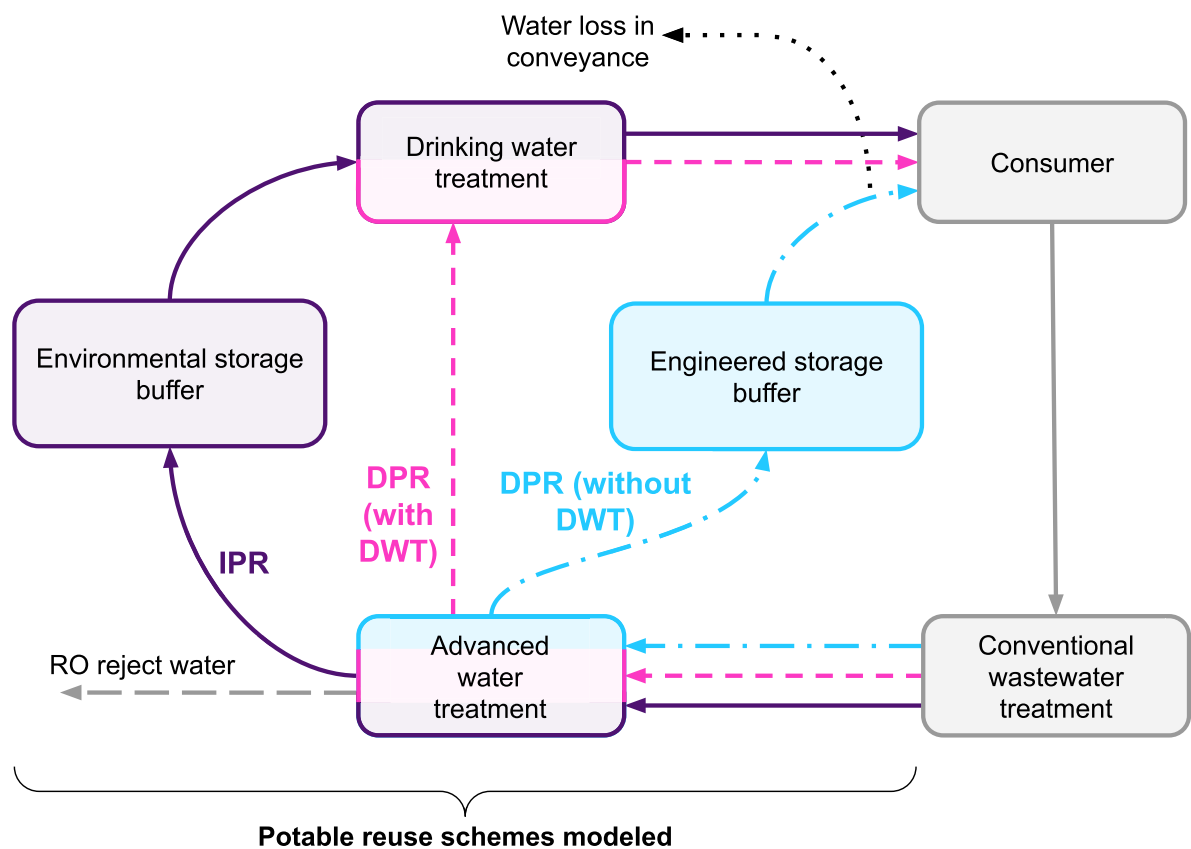 Water loss in
conveyance
Drinking water
treatment
Consumer
Environmental storage
buffer
Engineered storage
buffer
DPR
(with
DWT)
DPR (without
DWT)
IPR
RO reject water
Advanced
water
treatment
Conventional
wastewater
treatment
Potable reuse schemes modeled